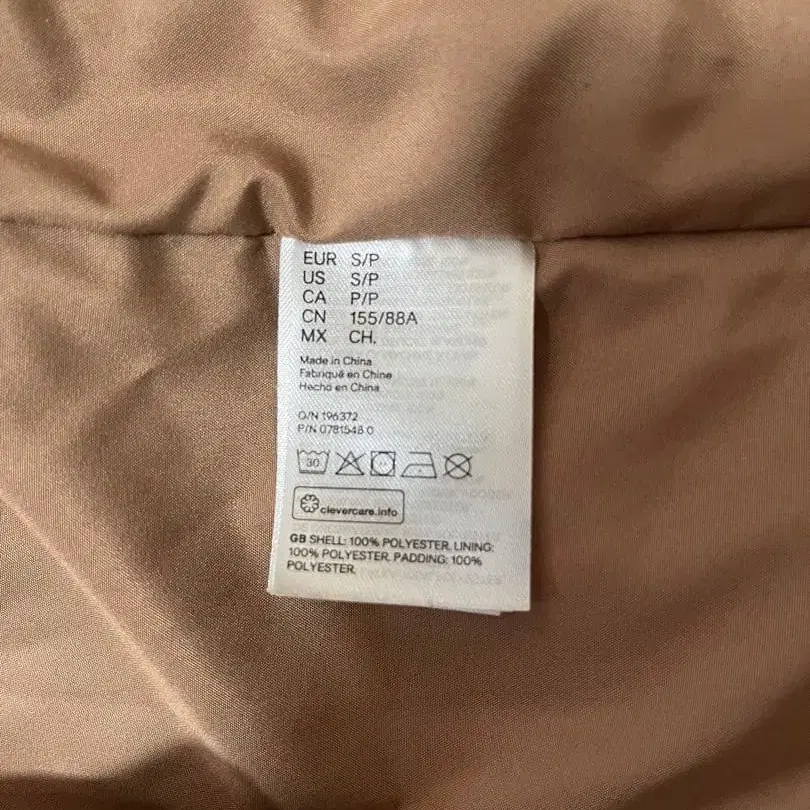 EUR S/P
US S/P
CA P/P
CN 155/88A
MX CH.
Made in China
Fabriqué en Chine
Hecho en China
O/N 196372
P/N 0781548 0
30
clevercare.info
GB SHELL: 100% POLYESTER. LINING:
100% POLYESTER. PADDING: 100%
POLYESTER.